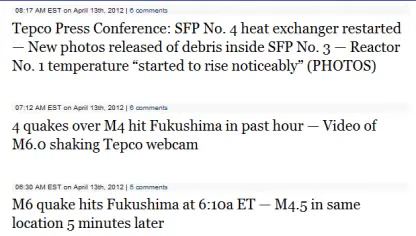 08:17 AM EST on April 13th, 2012 | 6 comments
Tepco Press Conference: SFP No. 4 heat exchanger restarted
— New photos released of debris inside SFP No. 3 — Reactor
No. 1 temperature “started to rise noticeably” (PHOTOS)
07:12 AM EST on April 13th, 2012 | 6 comments
4 quakes over M4 hit Fukushima in past hour — Video of
M6.0 shaking Tepco webcam
06:30 AM EST on April 13th, 2012 | 5 comments
M6 quake hits Fukushima at 6:10a ET — M4.5 in same
location 5 minutes later